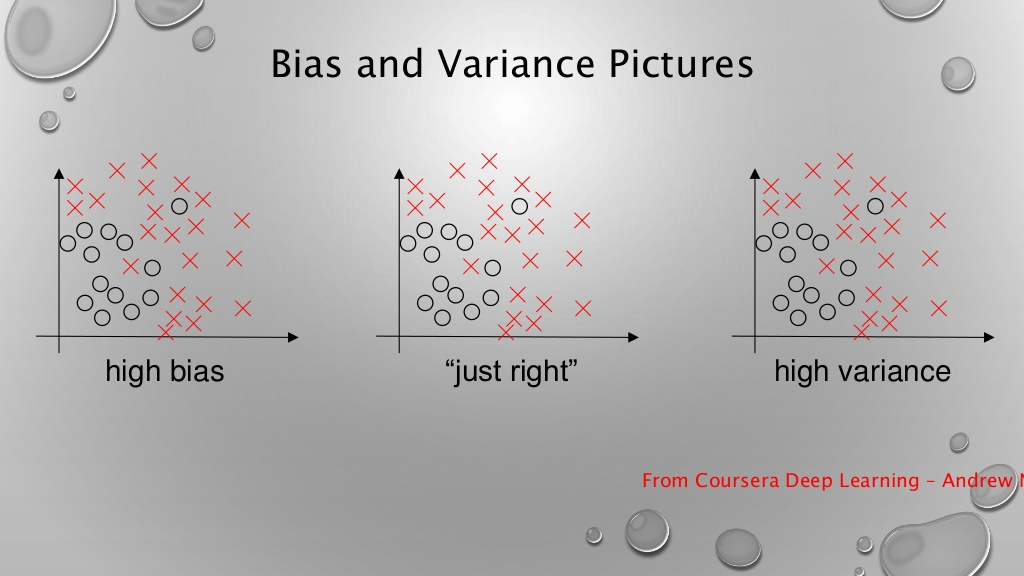 Bias and Variance Pictures
high bias
“just right”
high variance
From Coursera Deep Learning – Andrew